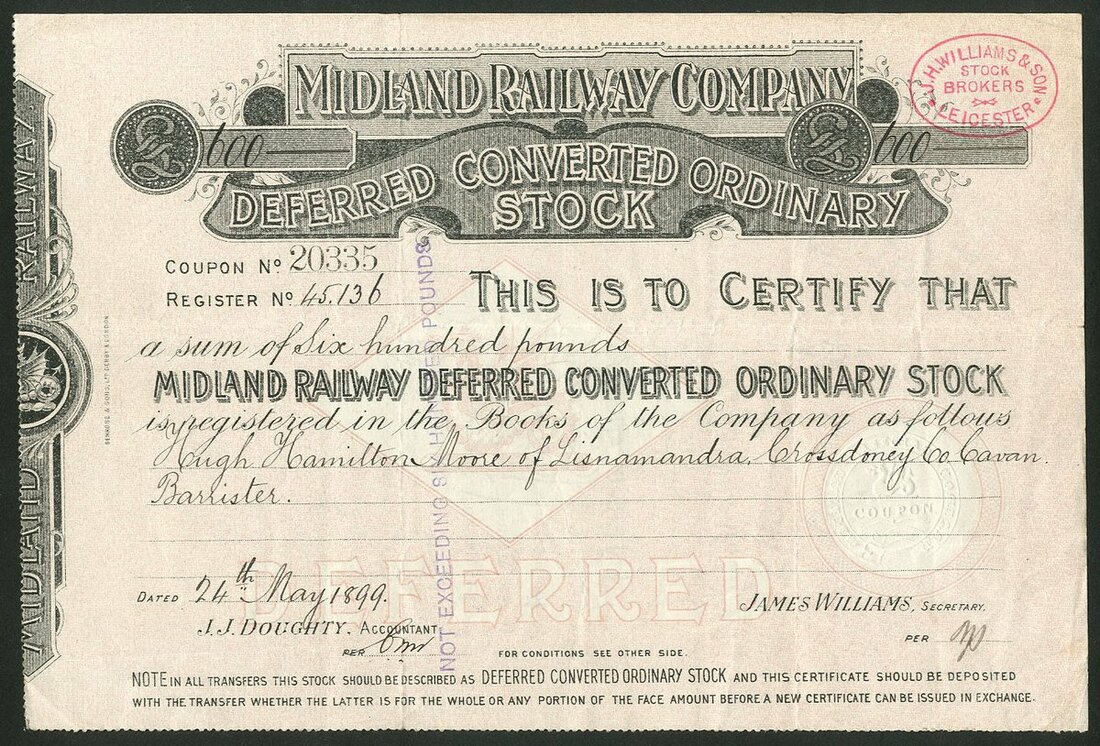 MIDLAND RAILWAY COMPANY
J.H.WILLIAMS & SON
STOCK
BROKERS
LEICESTER
£ 600
£ 600
DEFERRED CONVERTED ORDINARY
STOCK
COUPON No 20335
REGISTER No 45.136
THIS IS TO CERTIFY THAT
a sum of Six hundred pounds
MIDLAND RAILWAY DEFERRED CONVERTED ORDINARY STOCK
is registered in the Books of the Company as follows
Hugh Hamilton Moore of Lisnamandra, Crossdoney Co. Cavan.
Barrister.
COUPON
DEFERRED
DATED 24th May 1899.
JAMES WILLIAMS, SECRETARY.
J.J. DOUGHTY, ACCOUNTANT
PER
PER
FOR CONDITIONS SEE OTHER SIDE.
NOTE IN ALL TRANSFERS THIS STOCK SHOULD BE DESCRIBED AS DEFERRED CONVERTED ORDINARY STOCK AND THIS CERTIFICATE SHOULD BE DEPOSITED
WITH THE TRANSFER WHETHER THE LATTER IS FOR THE WHOLE OR ANY PORTION OF THE FACE AMOUNT BEFORE A NEW CERTIFICATE CAN BE ISSUED IN EXCHANGE.
NOT EXCEEDING HUNDRED POUNDS
MIDLAND RAILWAY